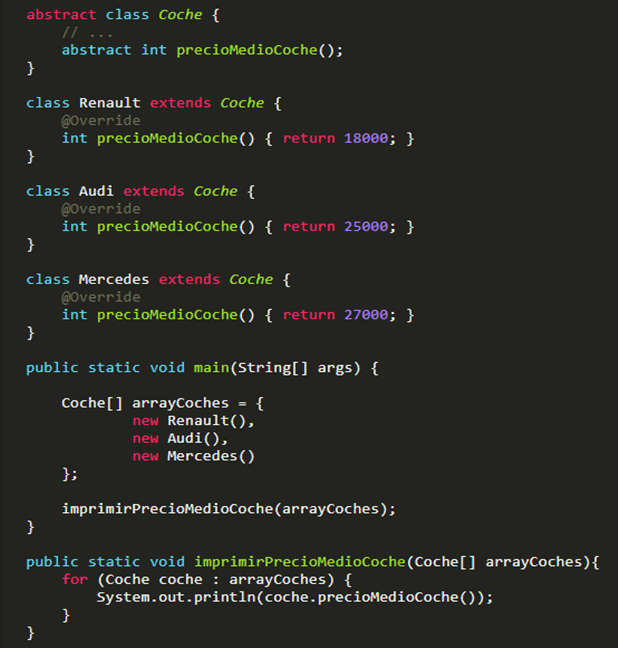 abstract class Coche {
    // ...
    abstract int precioMedioCoche();
}

class Renault extends Coche {
    @Override
    int precioMedioCoche() { return 18000; }
}

class Audi extends Coche {
    @Override
    int precioMedioCoche() { return 25000; }
}

class Mercedes extends Coche {
    @Override
    int precioMedioCoche() { return 27000; }
}

public static void main(String[] args) {

    Coche[] arrayCoches = {
            new Renault(),
            new Audi(),
            new Mercedes()
    };

    imprimirPrecioMedioCoche(arrayCoches);
}

public static void imprimirPrecioMedioCoche(Coche[] arrayCoches){
    for (Coche coche : arrayCoches) {
        System.out.println(coche.precioMedioCoche());
    }
}